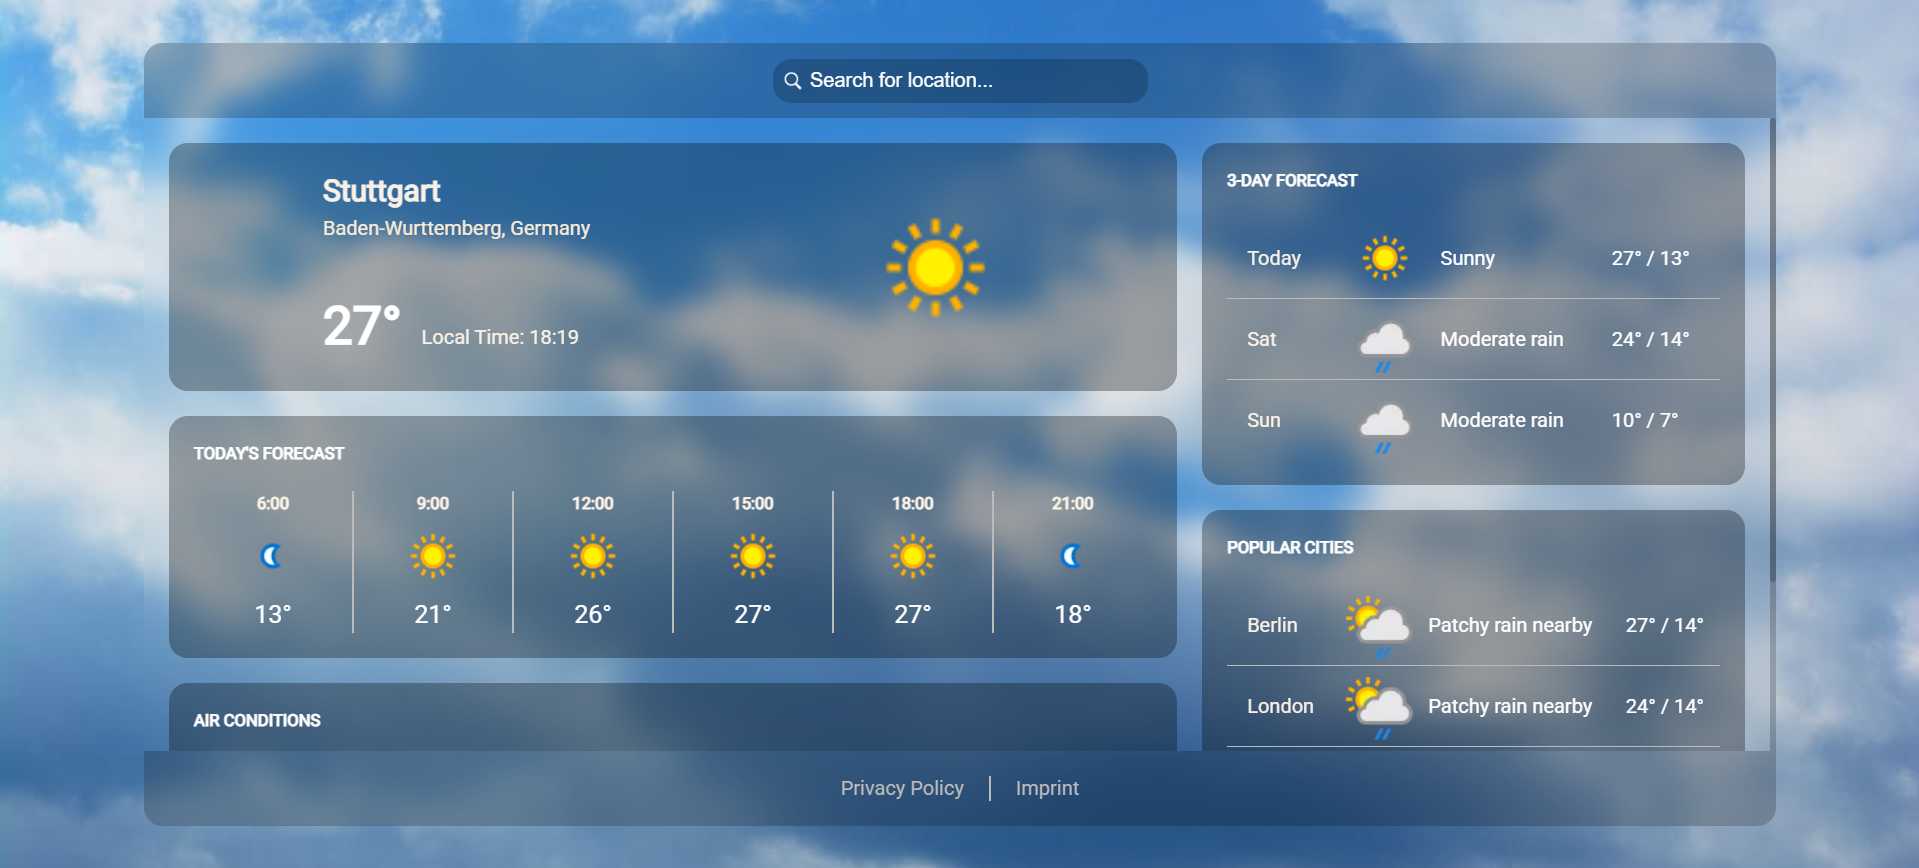 Search for location...
Stuttgart
Baden-Wurttemberg, Germany
27° Local Time: 18:19
TODAY'S FORECAST
6:00 9:00 12:00 15:00 18:00 21:00
13° 21° 26° 27° 27° 18°
AIR CONDITIONS
3-DAY FORECAST
Today Sunny 27° / 13°
Sat Moderate rain 24° / 14°
Sun Moderate rain 10° / 7°
POPULAR CITIES
Berlin Patchy rain nearby 27° / 14°
London Patchy rain nearby 24° / 14°
Privacy Policy Imprint